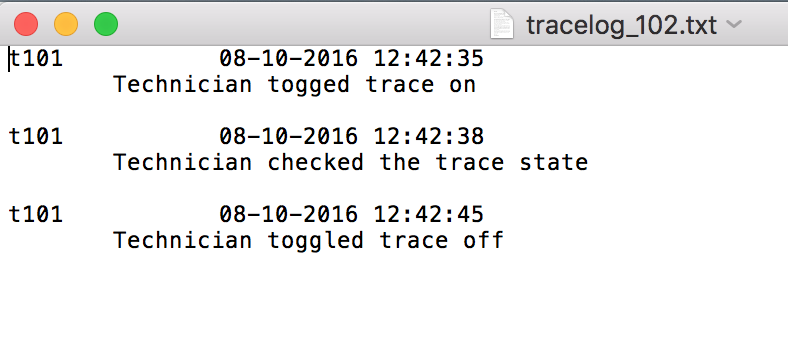 tracelog_102.txt
t101 08-10-2016 12:42:35
Technician togged trace on
t101 08-10-2016 12:42:38
Technician checked the trace state
t101 08-10-2016 12:42:45
Technician toggled trace off